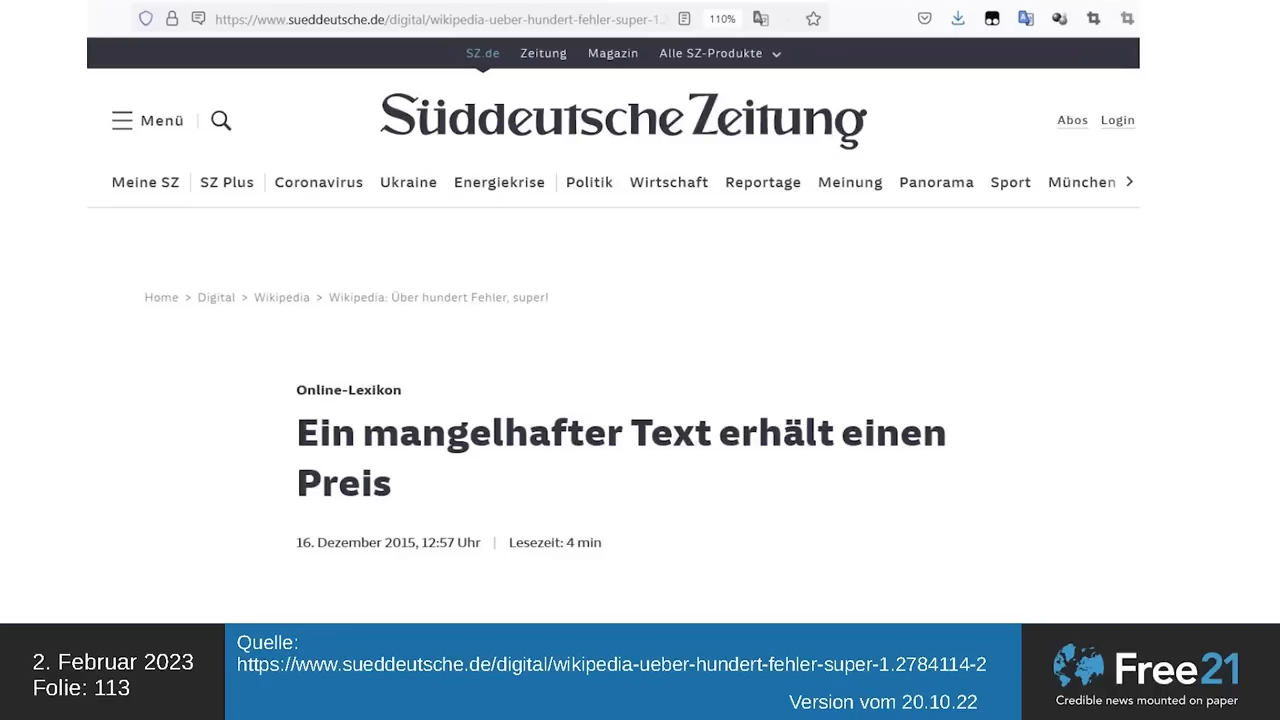 https://www.sueddeutsche.de/digital/wikipedia-ueber-hundert-fehler-super-1.
110%
SZ.de Zeitung Magazin Alle SZ-Produkte
Menü
Süddeutsche Zeitung
Abos Login
Meine SZ SZ Plus Coronavirus Ukraine Energiekrise Politik Wirtschaft Reportage Meinung Panorama Sport München
Home > Digital > Wikipedia > Wikipedia: Über hundert Fehler, super!
Online-Lexikon
Ein mangelhafter Text erhält einen
Preis
16. Dezember 2015, 12:57 Uhr | Lesezeit: 4 min
2. Februar 2023
Folie: 113
Quelle:
https://www.sueddeutsche.de/digital/wikipedia-ueber-hundert-fehler-super-1.2784114-2
Version vom 20.10.22
Free21
Credible news mounted on paper